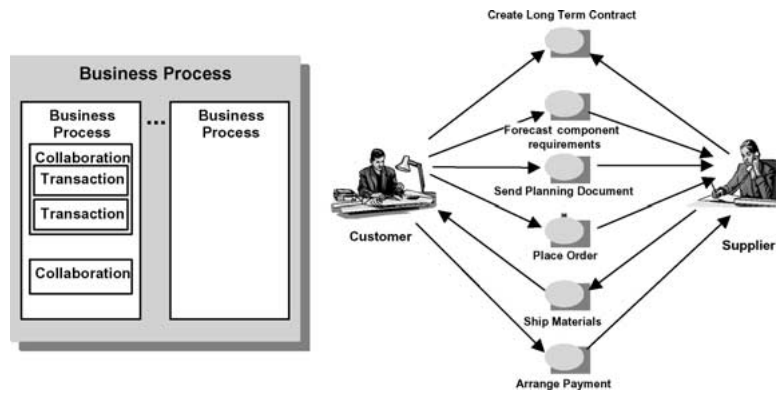 Business Process
Business
Process
...
Business
Process
Collaboration
Transaction
Transaction
Collaboration
Create Long Term Contract
Forecast component
requirements
Send Planning Document
Customer
Supplier
Place Order
Ship Materials
Arrange Payment